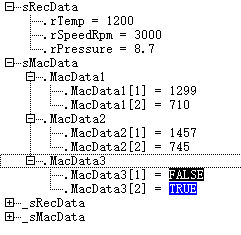 sRecData
.rTemp = 1200
.rSpeedRpm = 3000
.rPressure = 8.7
sMacData
.MacData1
.MacData1[1] = 1299
.MacData1[2] = 710
.MacData2
.MacData2[1] = 1457
.MacData2[2] = 745
.MacData3
.MacData3[1] = FALSE
.MacData3[2] = TRUE
_sRecData
_sMacData